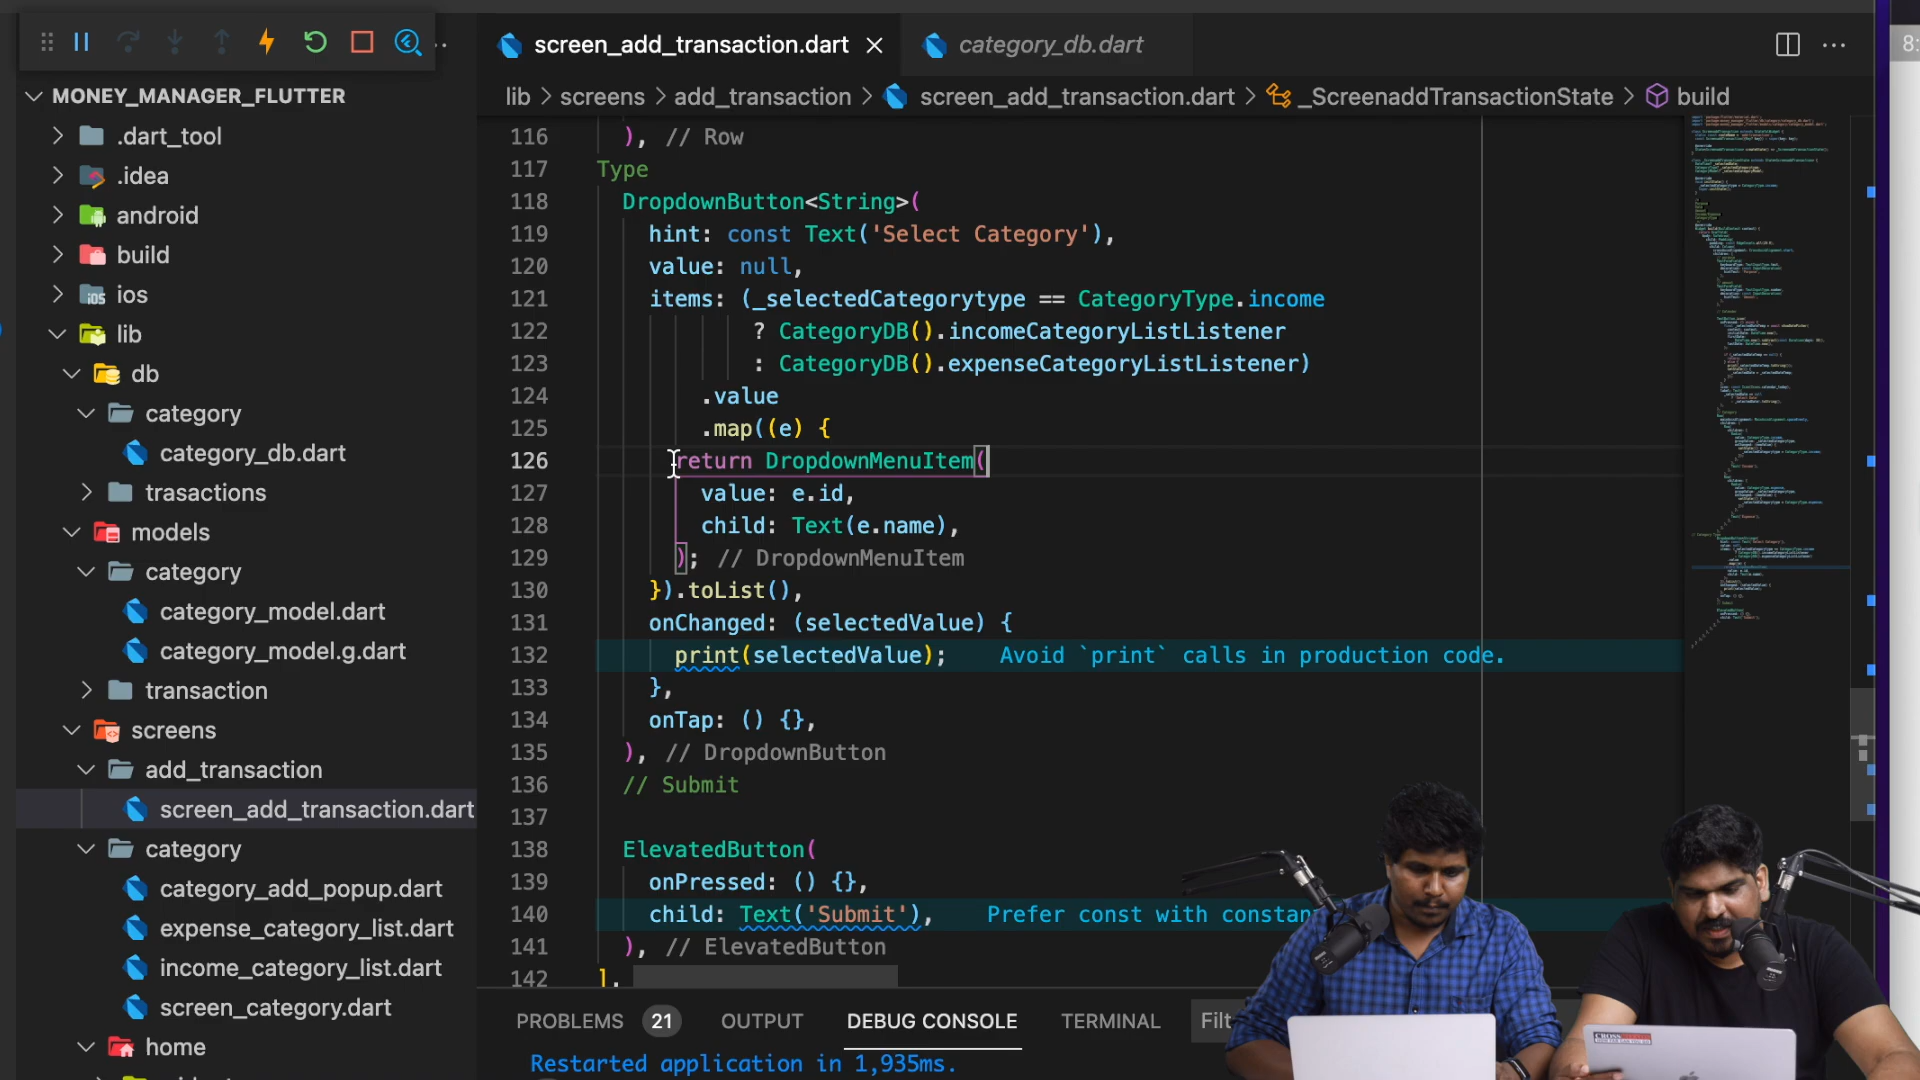 screen_add_transaction.dart
category_db.dart
8:
MONEY_MANAGER_FLUTTER
lib > screens > add_transaction > screen_add_transaction.dart > _ScreenaddTransactionState > build
.dart_tool
.idea
android
build
ios
lib
db
category
category_db.dart
trasactions
models
category
category_model.dart
category_model.g.dart
transaction
screens
add_transaction
screen_add_transaction.dart
category
category_add_popup.dart
expense_category_list.dart
income_category_list.dart
screen_category.dart
home
116 ), // Row
117 Type
118 DropdownButton<String>(
119 hint: const Text('Select Category'),
120 value: null,
121 items: (_selectedCategorytype == CategoryType.income
122 ? CategoryDB().incomeCategoryListListener
123 : CategoryDB().expenseCategoryListListener)
124 .value
125 .map((e) {
126 return DropdownMenuItem(
127 value: e.id,
128 child: Text(e.name),
129 ); // DropdownMenuItem
130 }).toList(),
131 onChanged: (selectedValue) {
132 print(selectedValue); Avoid `print` calls in production code.
133 },
134 onTap: () {},
135 ), // DropdownButton
136 // Submit
137
138 ElevatedButton(
139 onPressed: () {},
140 child: Text('Submit'), Prefer const with constan
141 ), // ElevatedButton
142 ],
PROBLEMS 21 OUTPUT DEBUG CONSOLE TERMINAL Filt
Restarted application in 1,935ms.